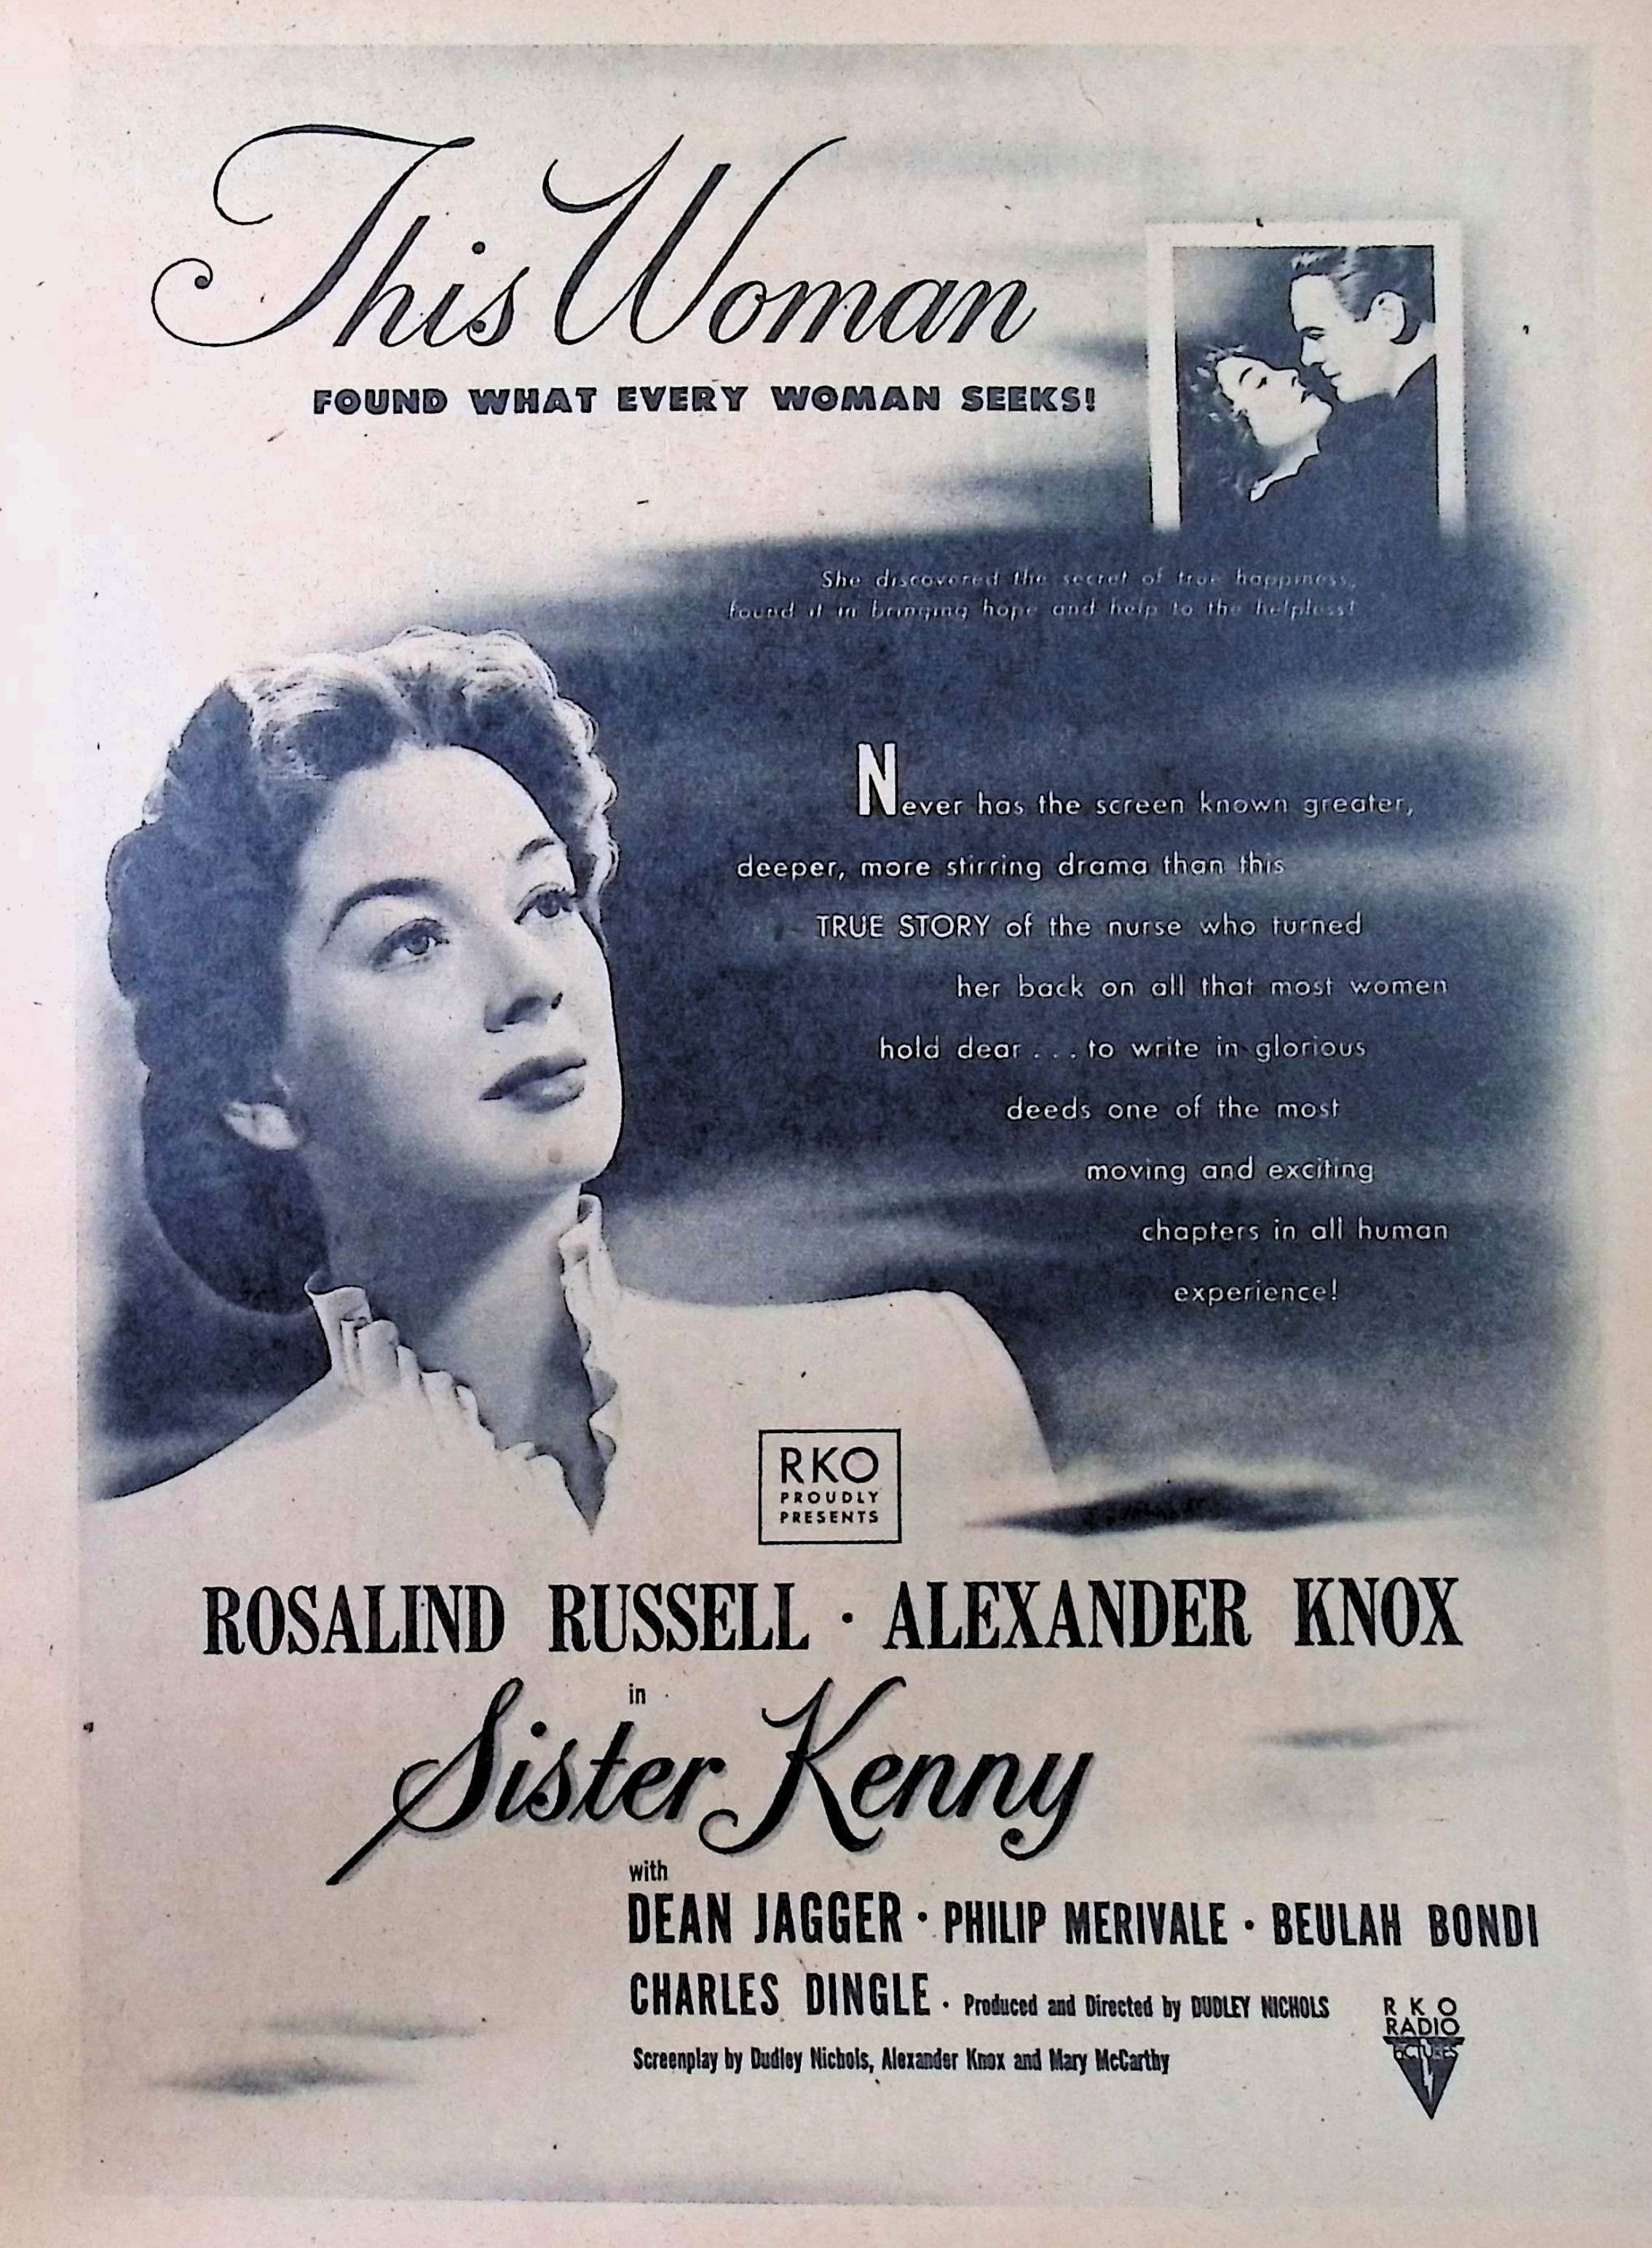 This Woman
FOUND WHAT EVERY WOMAN SEEKS!
She discovered the secret of true happiness,
found it in bringing hope and help to the helpless!
Never has the screen known greater,
deeper, more stirring drama than this
TRUE STORY of the nurse who turned
her back on all that most women
hold dear . . . to write in glorious
deeds one of the most
moving and exciting
chapters in all human
experience!
RKO
PROUDLY
PRESENTS
ROSALIND RUSSELL · ALEXANDER KNOX
in
Sister Kenny
with
DEAN JAGGER · PHILIP MERIVALE · BEULAH BONDI
CHARLES DINGLE · Produced and Directed by DUDLEY NICHOLS
Screenplay by Dudley Nichols, Alexander Knox and Mary McCarthy
RKO
RADIO
PICTURES